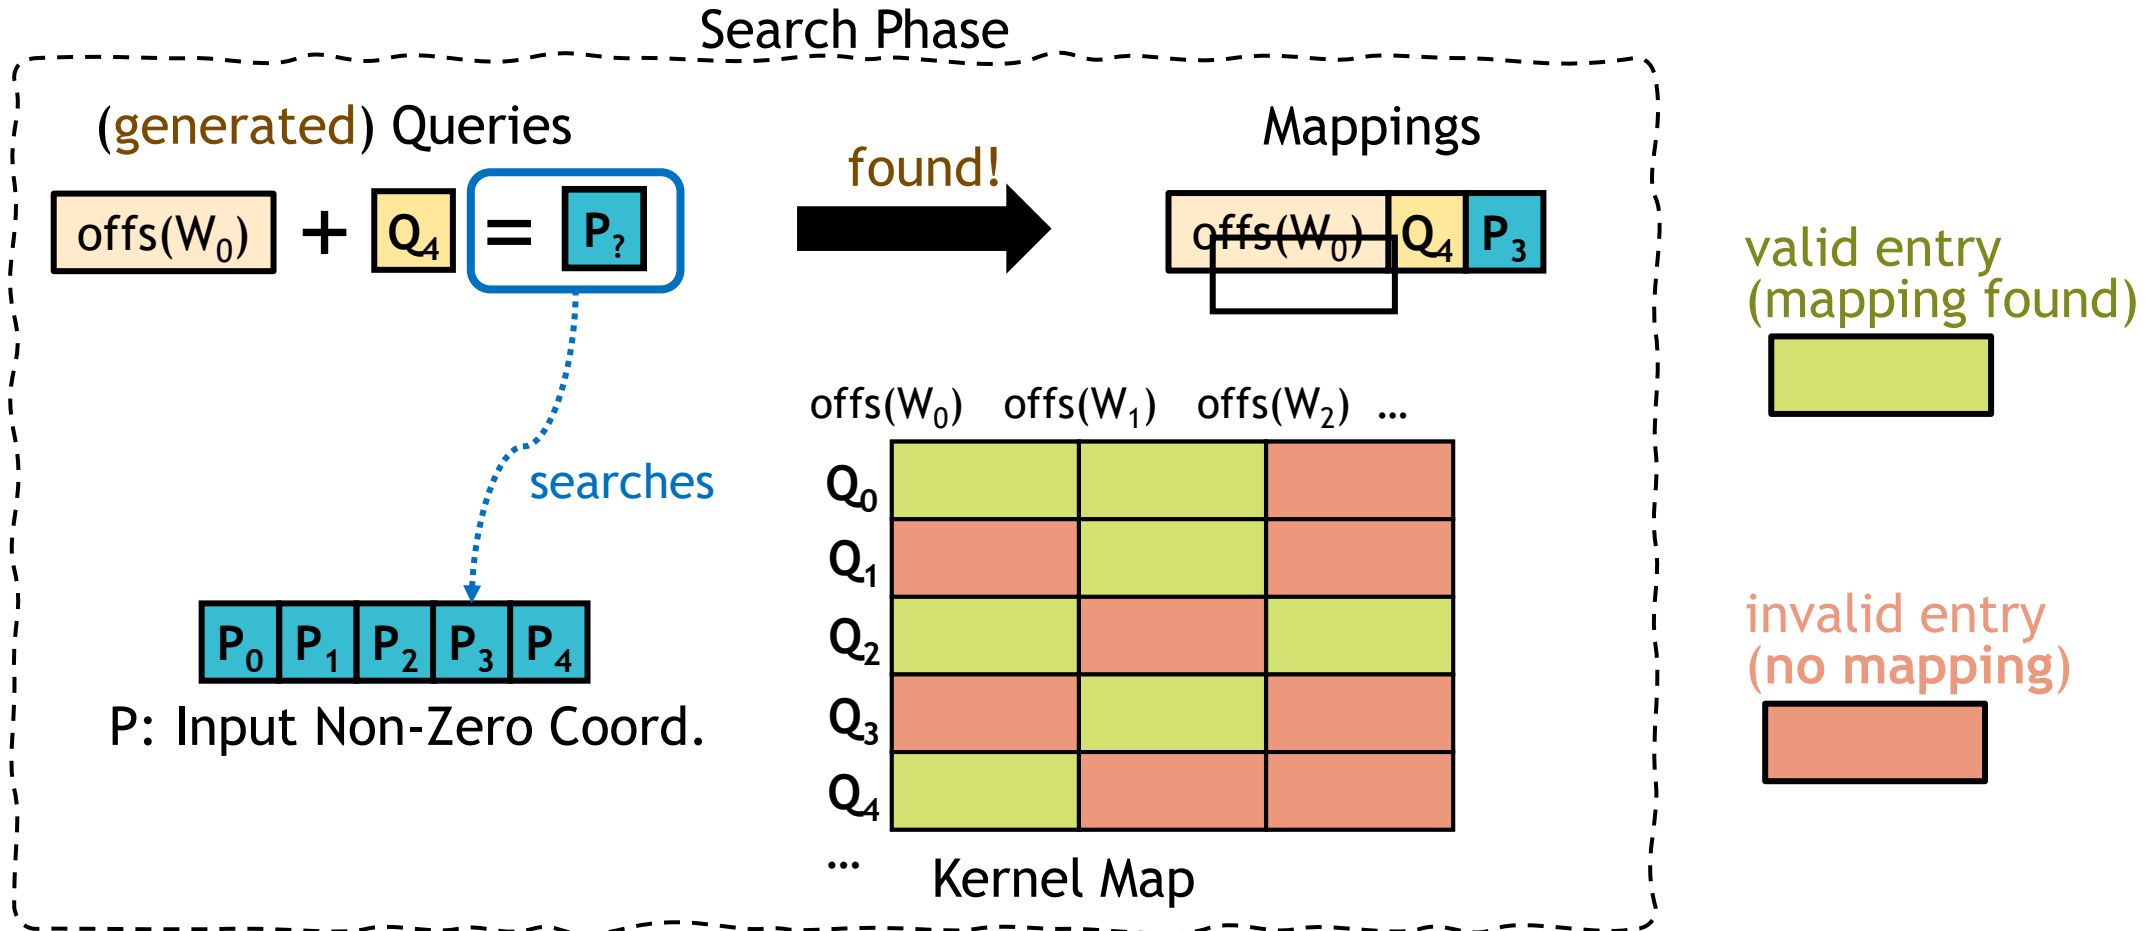 Search Phase
(generated) Queries
offs(W₀) + Q₄ = P?
found!
Mappings
offs(W₀) Q₄ P₃
searches
P₀ P₁ P₂ P₃ P₄
P: Input Non-Zero Coord.
offs(W₀) offs(W₁) offs(W₂) ...
Q₀
Q₁
Q₂
Q₃
Q₄
...
Kernel Map
valid entry
(mapping found)
invalid entry
(no mapping)